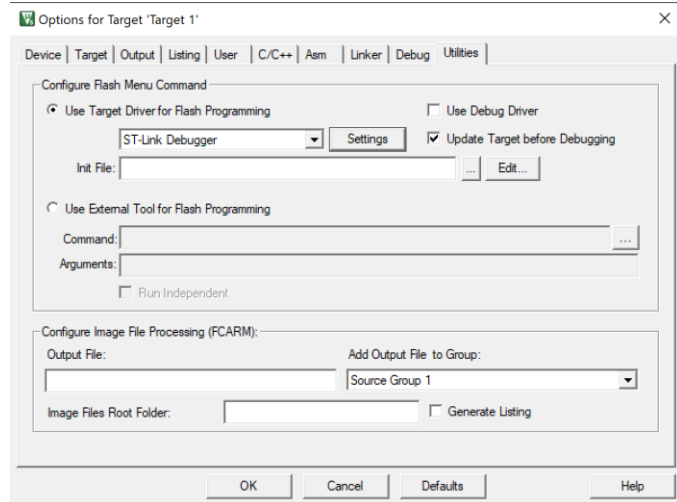 Options for Target 'Target 1'
Device | Target | Output | Listing | User | C/C++ | Asm | Linker | Debug | Utilities
Configure Flash Menu Command
Use Target Driver for Flash Programming Use Debug Driver
ST-Link Debugger Settings Update Target before Debugging
Init File: ... Edit...
Use External Tool for Flash Programming
Command: ...
Arguments:
Run Independent
Configure Image File Processing (FCARM):
Output File: Add Output File to Group:
Source Group 1
Image Files Root Folder: Generate Listing
OK Cancel Defaults Help